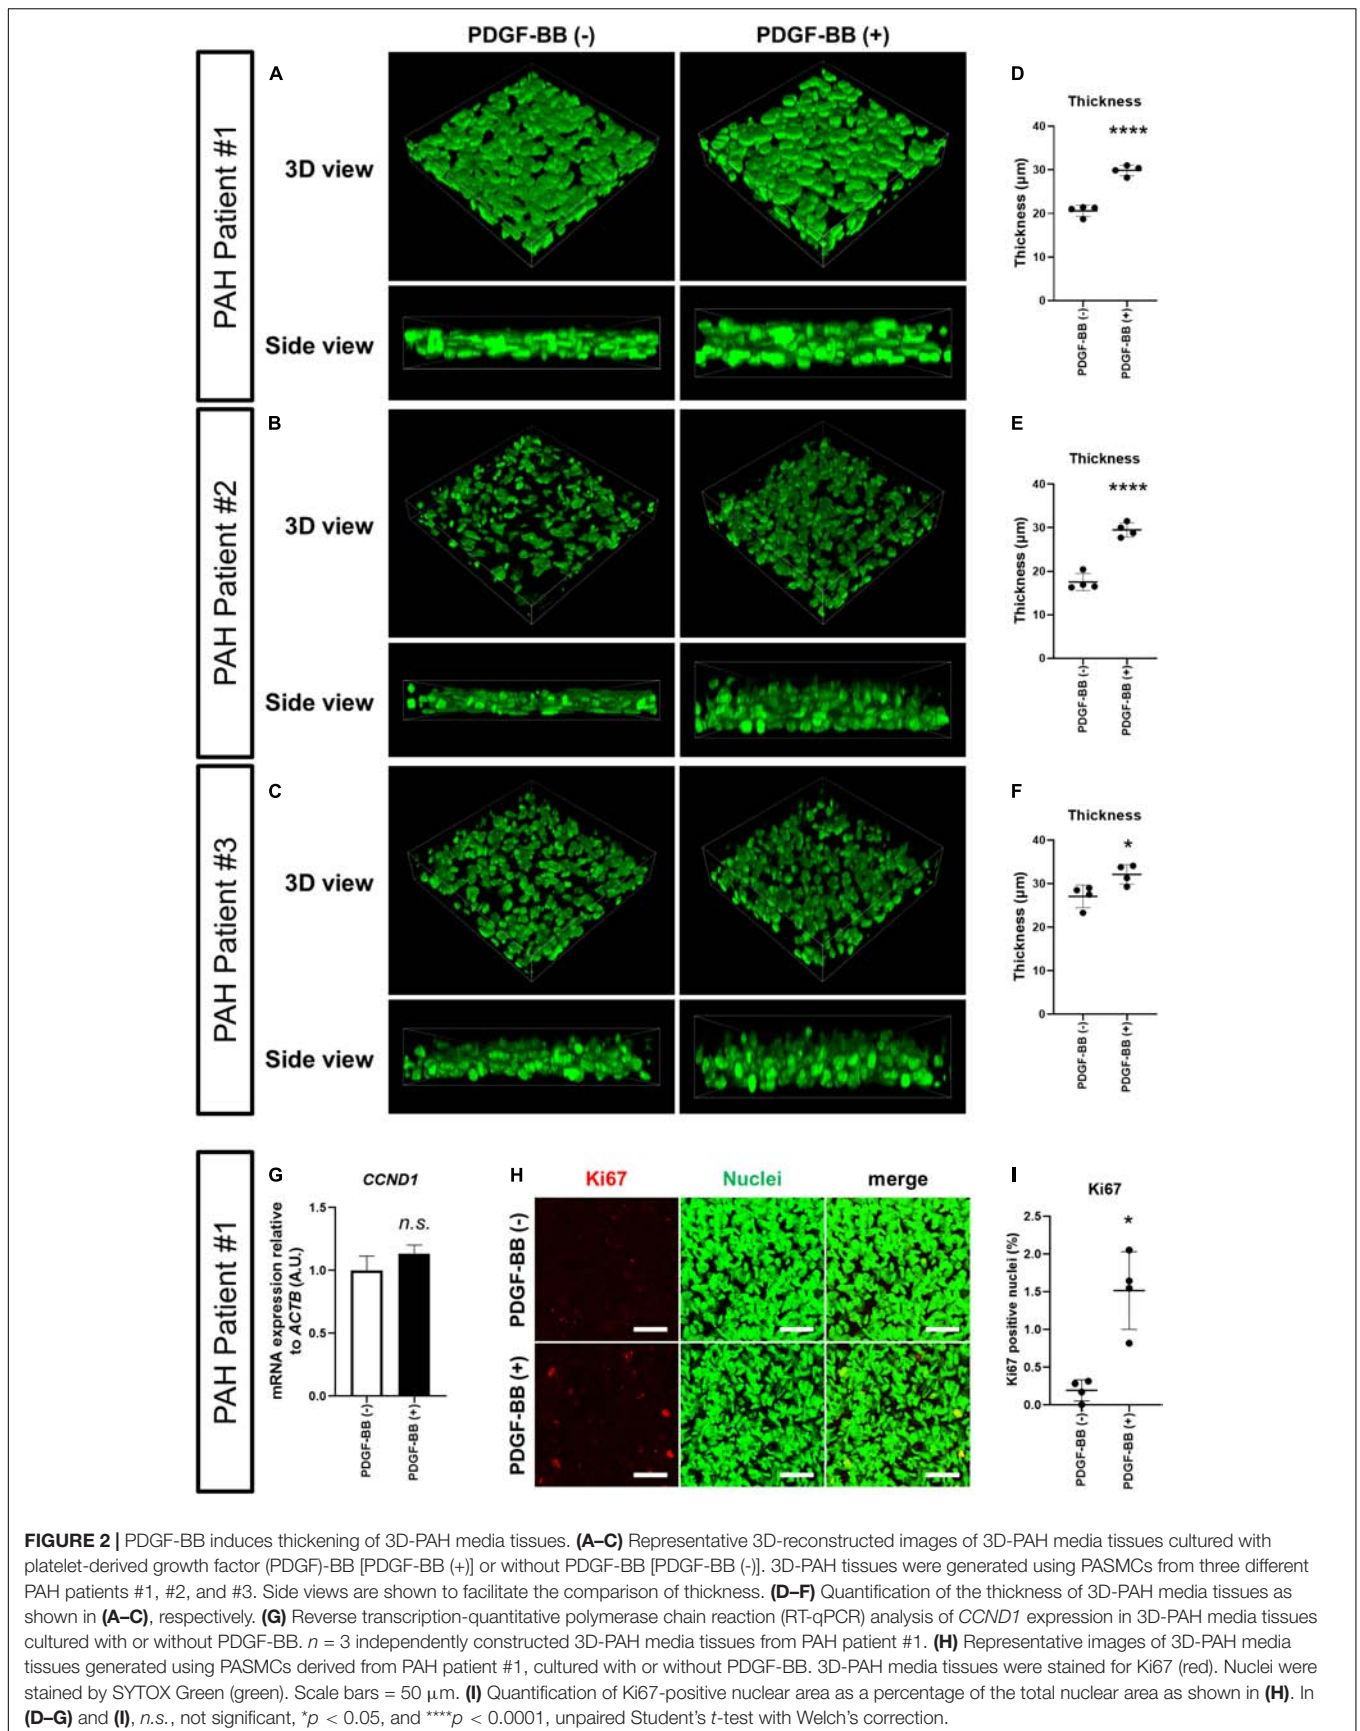 PDGF-BB (-)
PDGF-BB (+)
PAH Patient #1
A
3D view
Side view
D
Thickness
****
Thickness (μm)
40
30
20
10
0
PDGF-BB (-)
PDGF-BB (+)
PAH Patient #2
B
3D view
Side view
E
Thickness
****
Thickness (μm)
40
30
20
10
0
PDGF-BB (-)
PDGF-BB (+)
PAH Patient #3
C
3D view
Side view
F
Thickness
*
Thickness (μm)
40
30
20
10
0
PDGF-BB (-)
PDGF-BB (+)
PAH Patient #1
G
CCND1
n.s.
mRNA expression relative
to ACTB (A.U.)
1.5
1.0
0.5
0.0
PDGF-BB (-)
PDGF-BB (+)
H
Ki67
Nuclei
merge
PDGF-BB (-)
PDGF-BB (+)
I
Ki67
*
Ki67 positive nuclei (%)
2.5
2.0
1.5
1.0
0.5
0.0
PDGF-BB (-)
PDGF-BB (+)
FIGURE 2 | PDGF-BB induces thickening of 3D-PAH media tissues. (A–C) Representative 3D-reconstructed images of 3D-PAH media tissues cultured with
platelet-derived growth factor (PDGF)-BB [PDGF-BB (+)] or without PDGF-BB [PDGF-BB (-)]. 3D-PAH tissues were generated using PASMCs from three different
PAH patients #1, #2, and #3. Side views are shown to facilitate the comparison of thickness. (D–F) Quantification of the thickness of 3D-PAH media tissues as
shown in (A–C), respectively. (G) Reverse transcription-quantitative polymerase chain reaction (RT-qPCR) analysis of CCND1 expression in 3D-PAH media tissues
cultured with or without PDGF-BB. n = 3 independently constructed 3D-PAH media tissues from PAH patient #1. (H) Representative images of 3D-PAH media
tissues generated using PASMCs derived from PAH patient #1, cultured with or without PDGF-BB. 3D-PAH media tissues were stained for Ki67 (red). Nuclei were
stained by SYTOX Green (green). Scale bars = 50 μm. (I) Quantification of Ki67-positive nuclear area as a percentage of the total nuclear area as shown in (H). In
(D–G) and (I), n.s., not significant, *p < 0.05, and ****p < 0.0001, unpaired Student's t-test with Welch's correction.